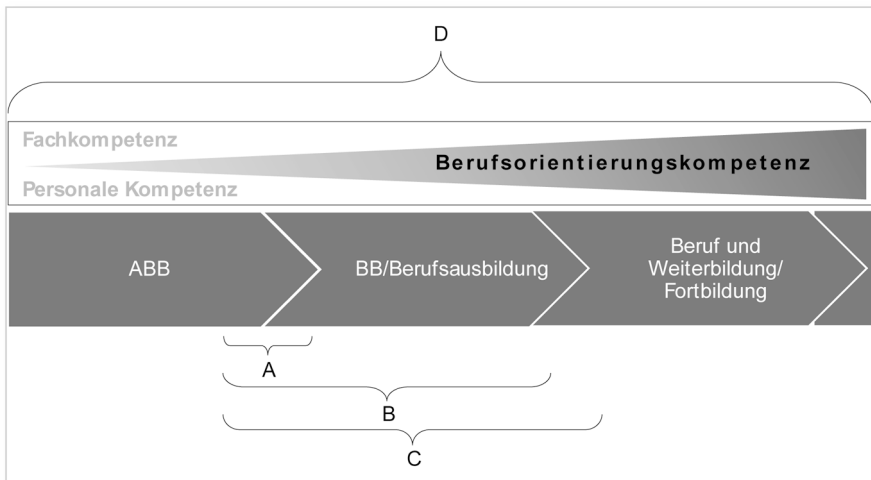 D
Fachkompetenz
Berufsorientierungskompetenz
Personale Kompetenz
ABB
BB/Berufsausbildung
Beruf und
Weiterbildung/
Fortbildung
A
B
C